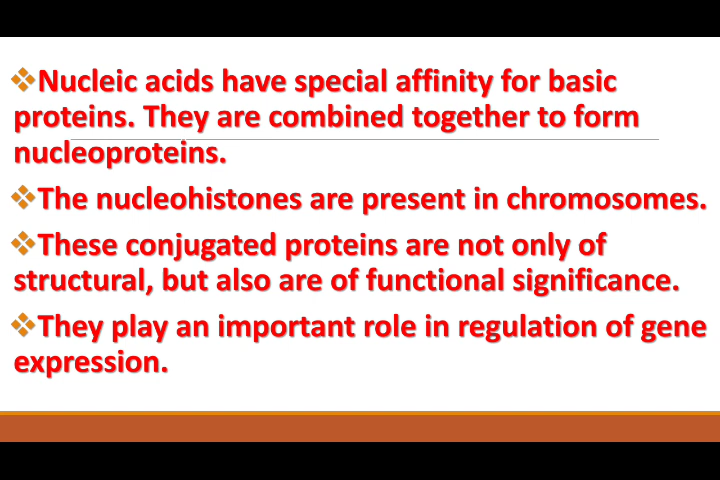 ❖Nucleic acids have special affinity for basic
proteins. They are combined together to form
nucleoproteins.
❖The nucleohistones are present in chromosomes.
❖These conjugated proteins are not only of
structural, but also are of functional significance.
❖They play an important role in regulation of gene
expression.